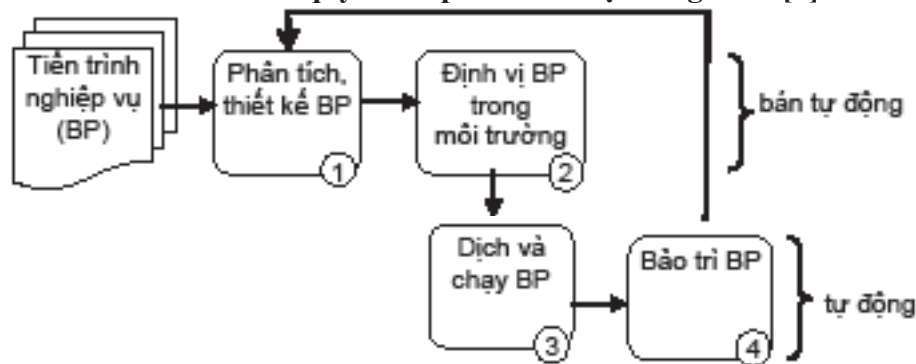 Tiến trình
nghiệp vụ
(BP)
Phân tích,
thiết kế BP
1
Định vị BP
trong
môi trường
2
bán tự động
Dịch và
chạy BP
3
Bảo trì BP
4
tự động